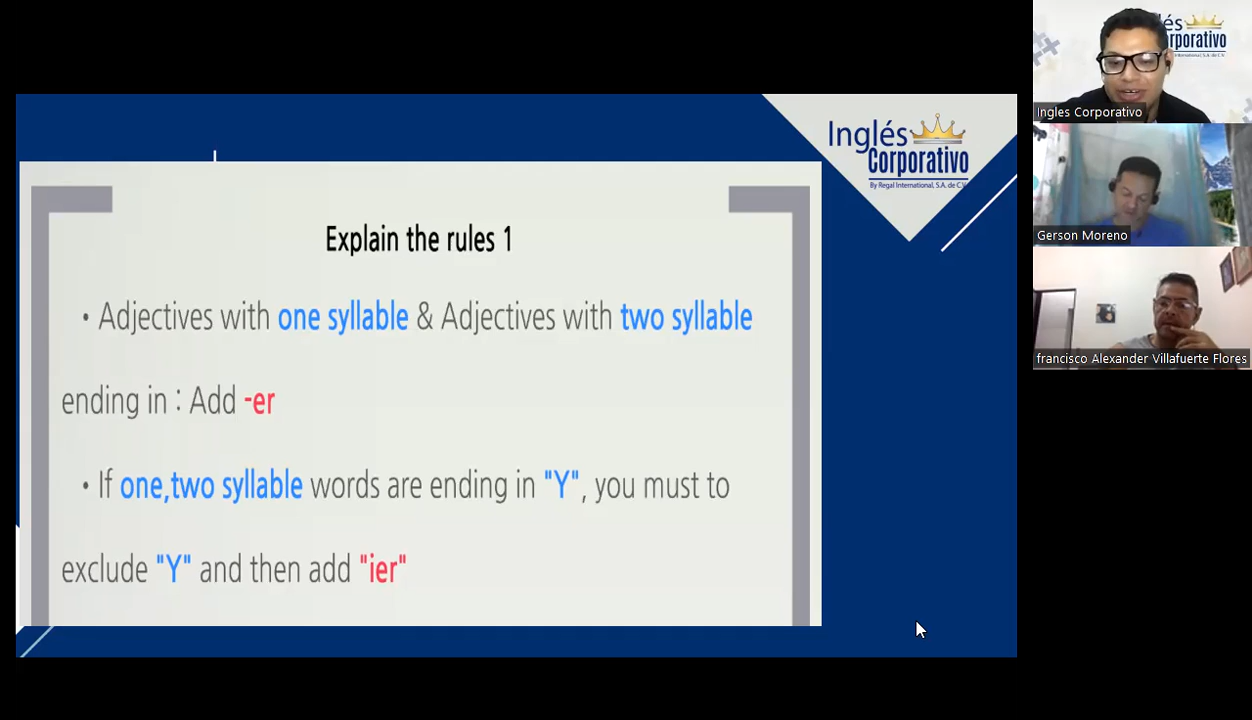 Inglés
Corporativo
By Regal International, S.A. de C.V.
Explain the rules 1
• Adjectives with one syllable & Adjectives with two syllable
ending in : Add -er
• If one,two syllable words are ending in "Y", you must to
exclude "Y" and then add "ier"
lés
orporativo
Ingles Corporativo
Gerson Moreno
francisco Alexander Villafuerte Flores